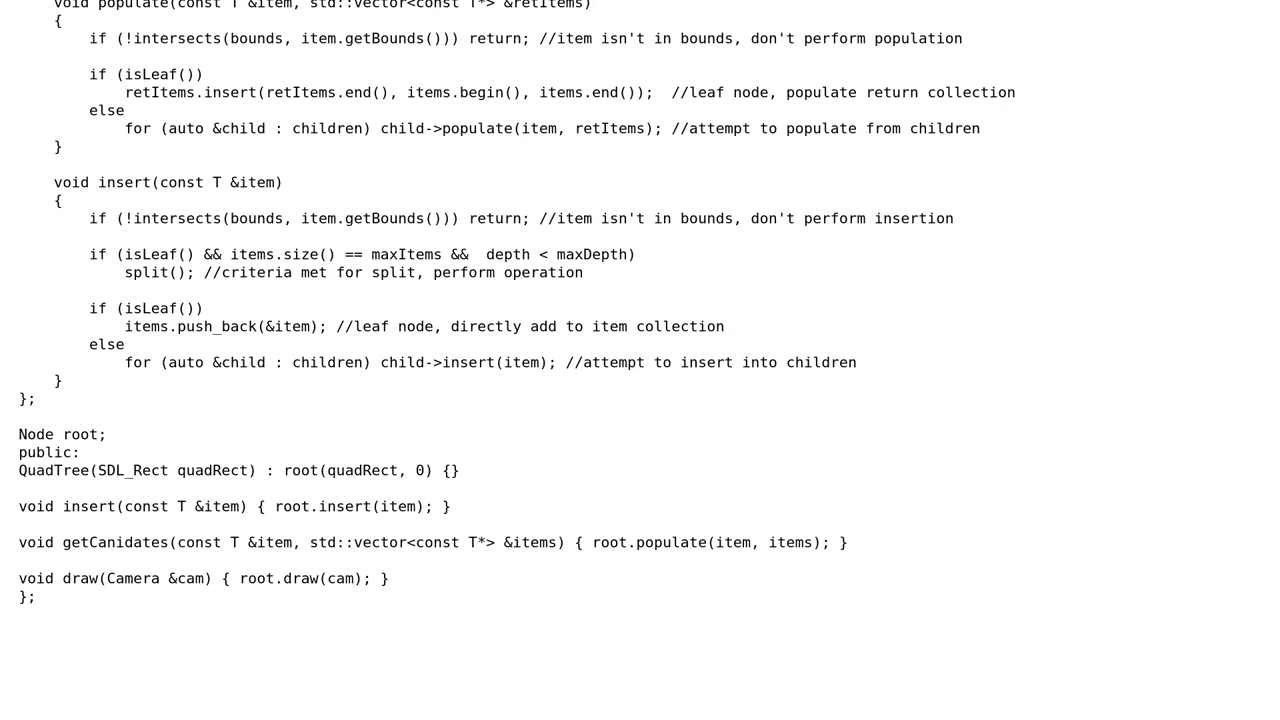 void populate(const T &item, std::vector<const T*> &retItems)
{
if (!intersects(bounds, item.getBounds())) return; //item isn't in bounds, don't perform population
if (isLeaf())
retItems.insert(retItems.end(), items.begin(), items.end());  //leaf node, populate return collection
else
for (auto &child : children) child->populate(item, retItems); //attempt to populate from children
}
void insert(const T &item)
{
if (!intersects(bounds, item.getBounds())) return; //item isn't in bounds, don't perform insertion
if (isLeaf() && items.size() == maxItems &&  depth < maxDepth)
split(); //criteria met for split, perform operation
if (isLeaf())
items.push_back(&item); //leaf node, directly add to item collection
else
for (auto &child : children) child->insert(item); //attempt to insert into children
}
};
Node root;
public:
QuadTree(SDL_Rect quadRect) : root(quadRect, 0) {}
void insert(const T &item) { root.insert(item); }
void getCanidates(const T &item, std::vector<const T*> &items) { root.populate(item, items); }
void draw(Camera &cam) { root.draw(cam); }
};